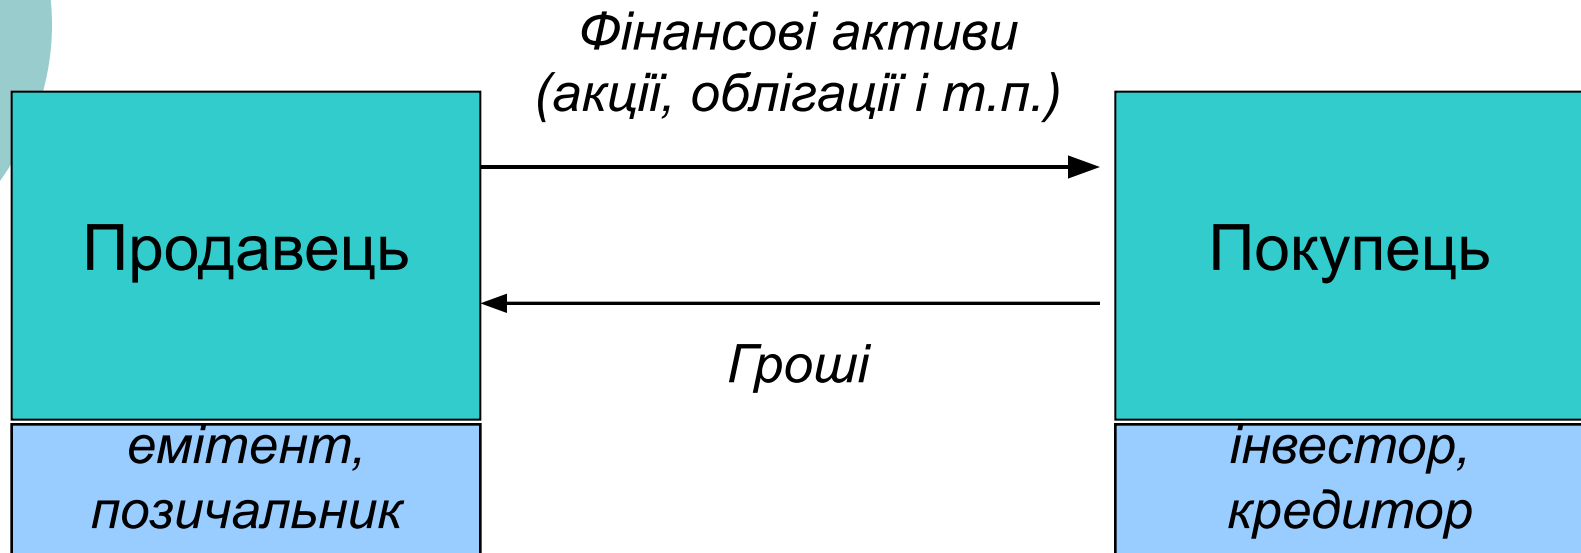 Фінансові активи
(акції, облігації і т.п.)
Продавець
Покупець
Гроші
емітент,
позичальник
інвестор,
кредитор